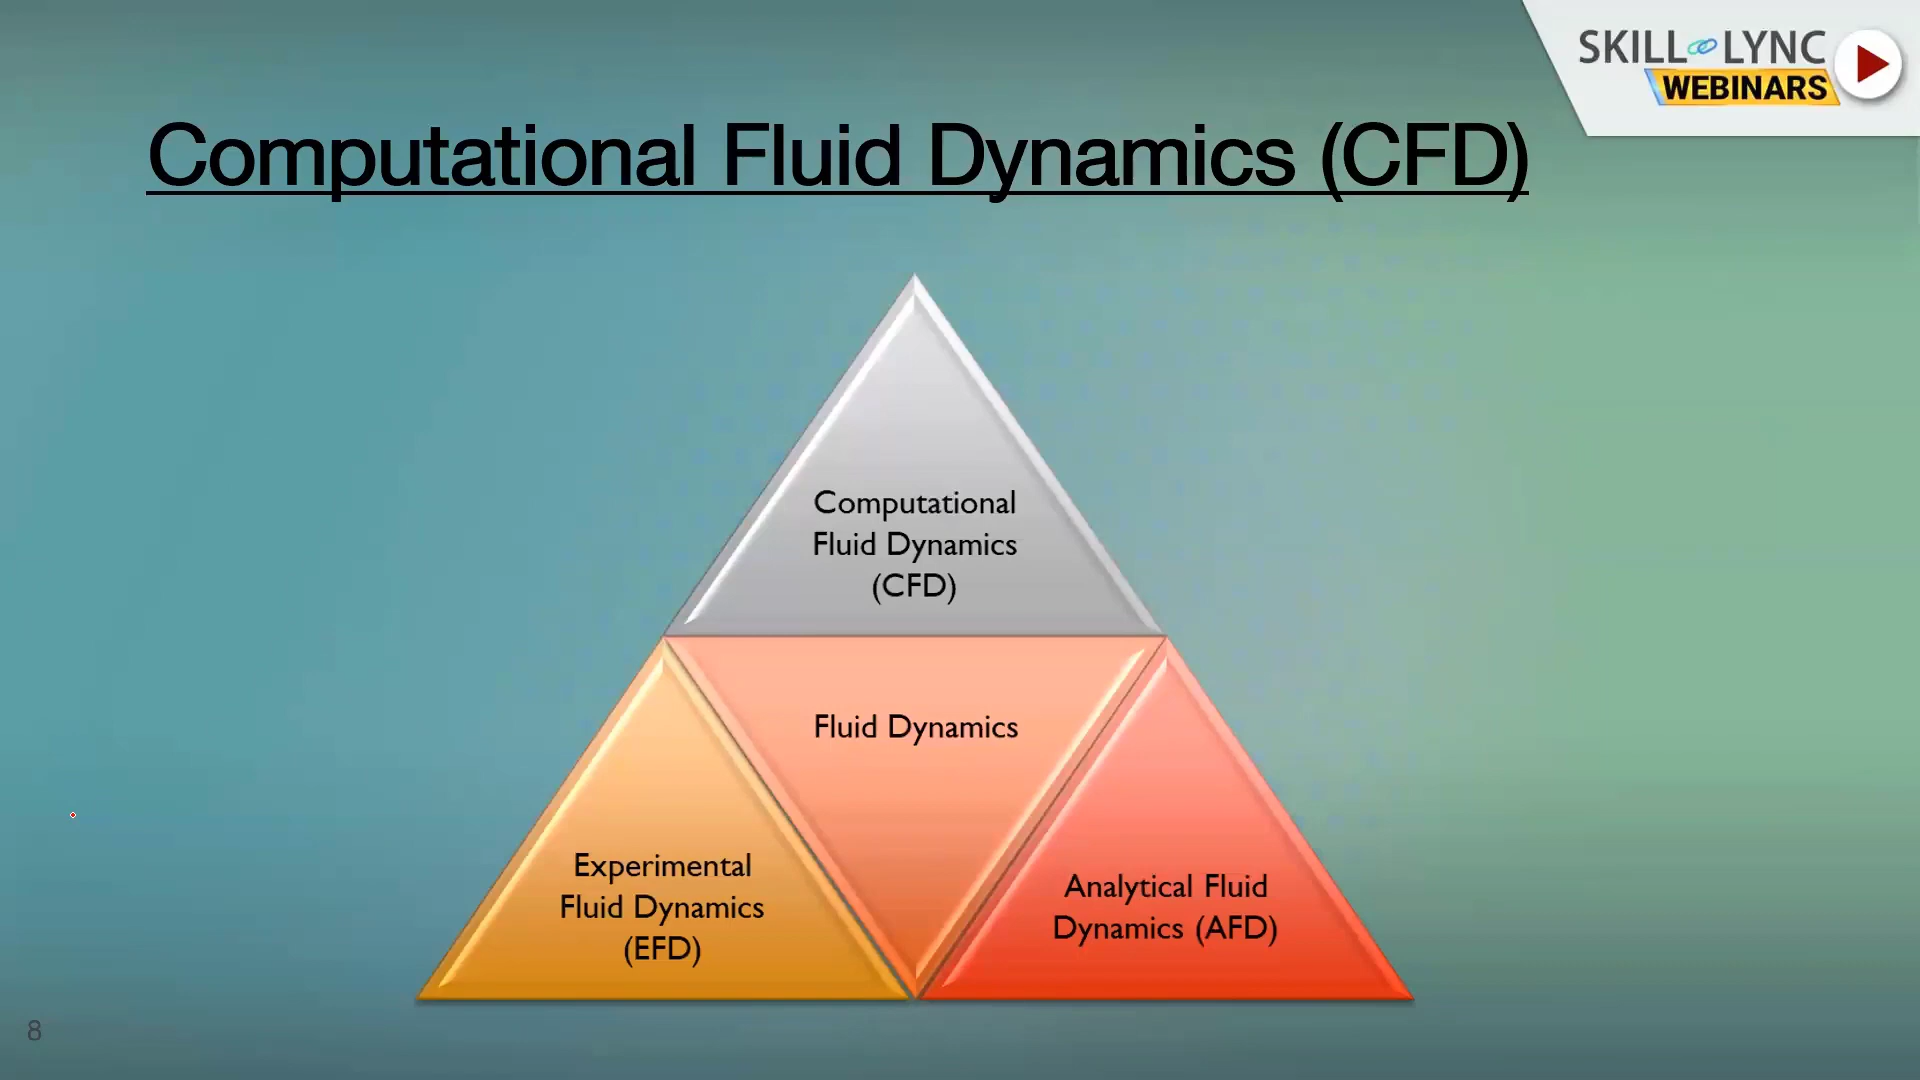 SKILL LYNC
WEBINARS
Computational Fluid Dynamics (CFD)
Computational
Fluid Dynamics
(CFD)
Fluid Dynamics
Experimental
Fluid Dynamics
(EFD)
Analytical Fluid
Dynamics (AFD)
8